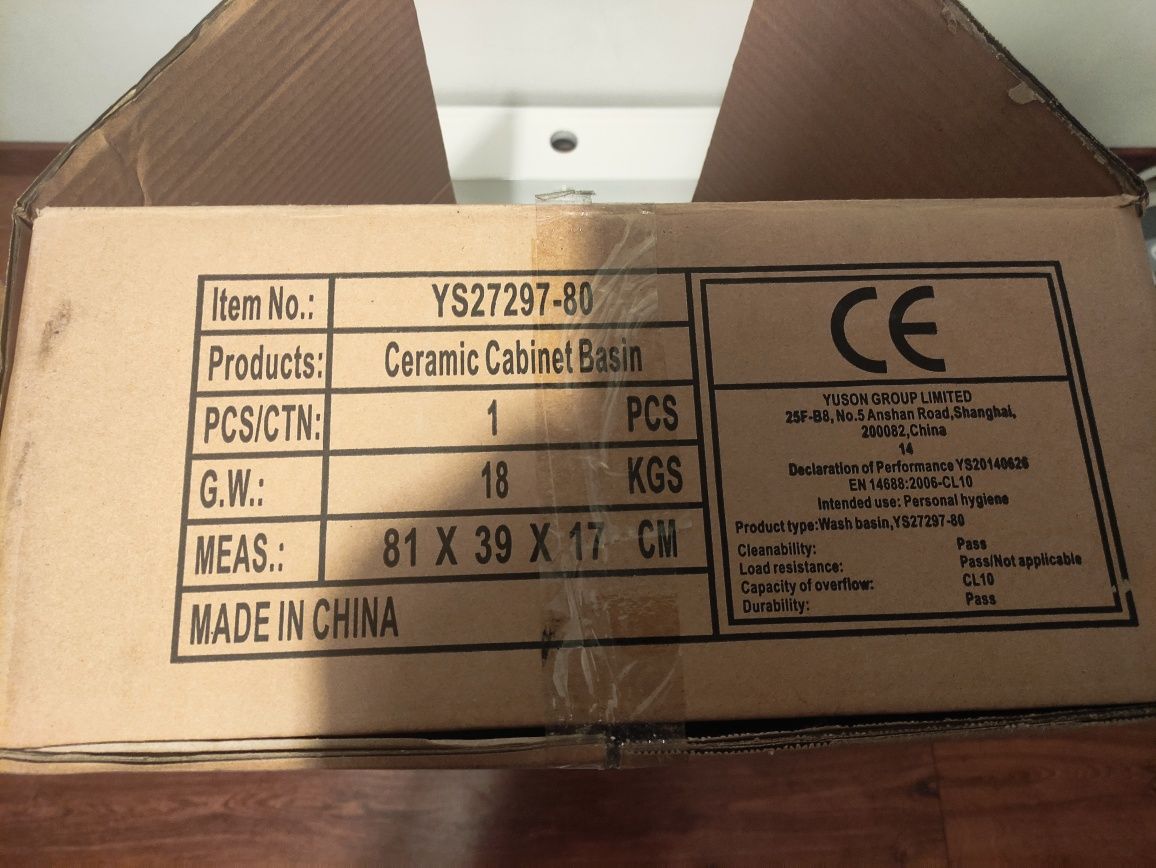 Item No.: YS27297-80
Products: Ceramic Cabinet Basin
PCS/CTN: 1 PCS
G.W.: 18 KGS
MEAS.: 81 X 39 X 17 CM
MADE IN CHINA
CE
YUSON GROUP LIMITED
25F-B8, No.5 Anshan Road,Shanghai,
200082,China
14
Declaration of Performance YS20140626
EN 14688:2006-CL10
Intended use: Personal hygiene
Product type:Wash basin,YS27297-80
Cleanability: Pass
Load resistance: Pass/Not applicable
Capacity of overflow: CL10
Durability: Pass